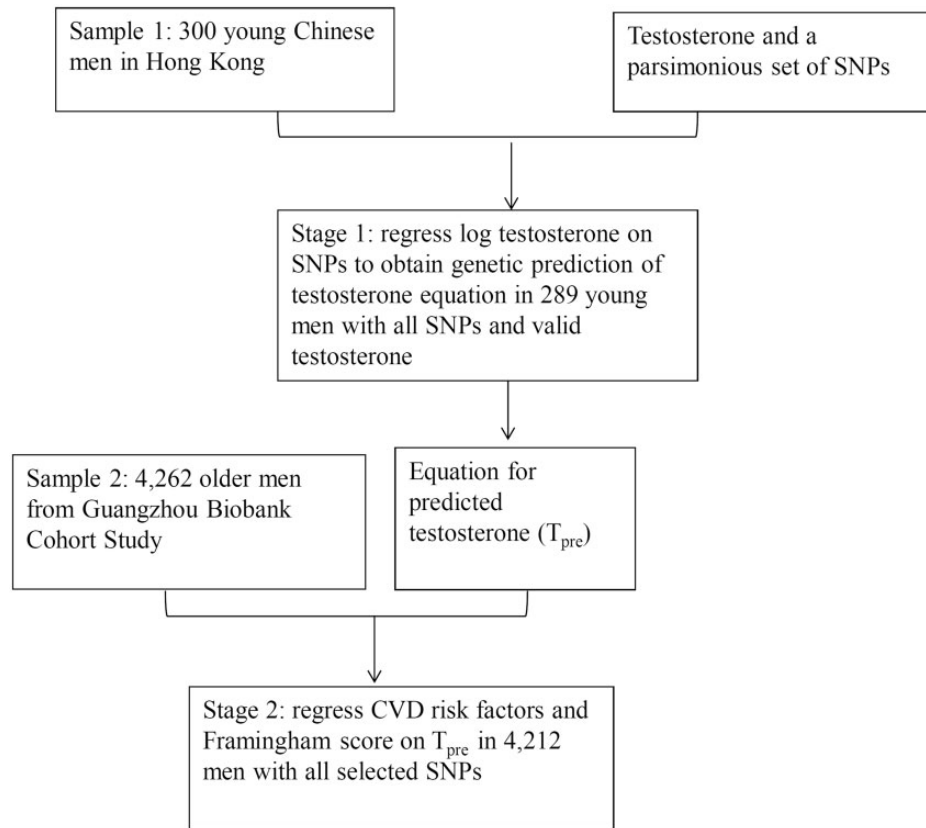 Sample 1: 300 young Chinese
men in Hong Kong
Testosterone and a
parsimonious set of SNPs
Stage 1: regress log testosterone on
SNPs to obtain genetic prediction of
testosterone equation in 289 young
men with all SNPs and valid
testosterone
Sample 2: 4,262 older men
from Guangzhou Biobank
Cohort Study
Equation for
predicted
testosterone (Tpre)
Stage 2: regress CVD risk factors and
Framingham score on Tpre in 4,212
men with all selected SNPs